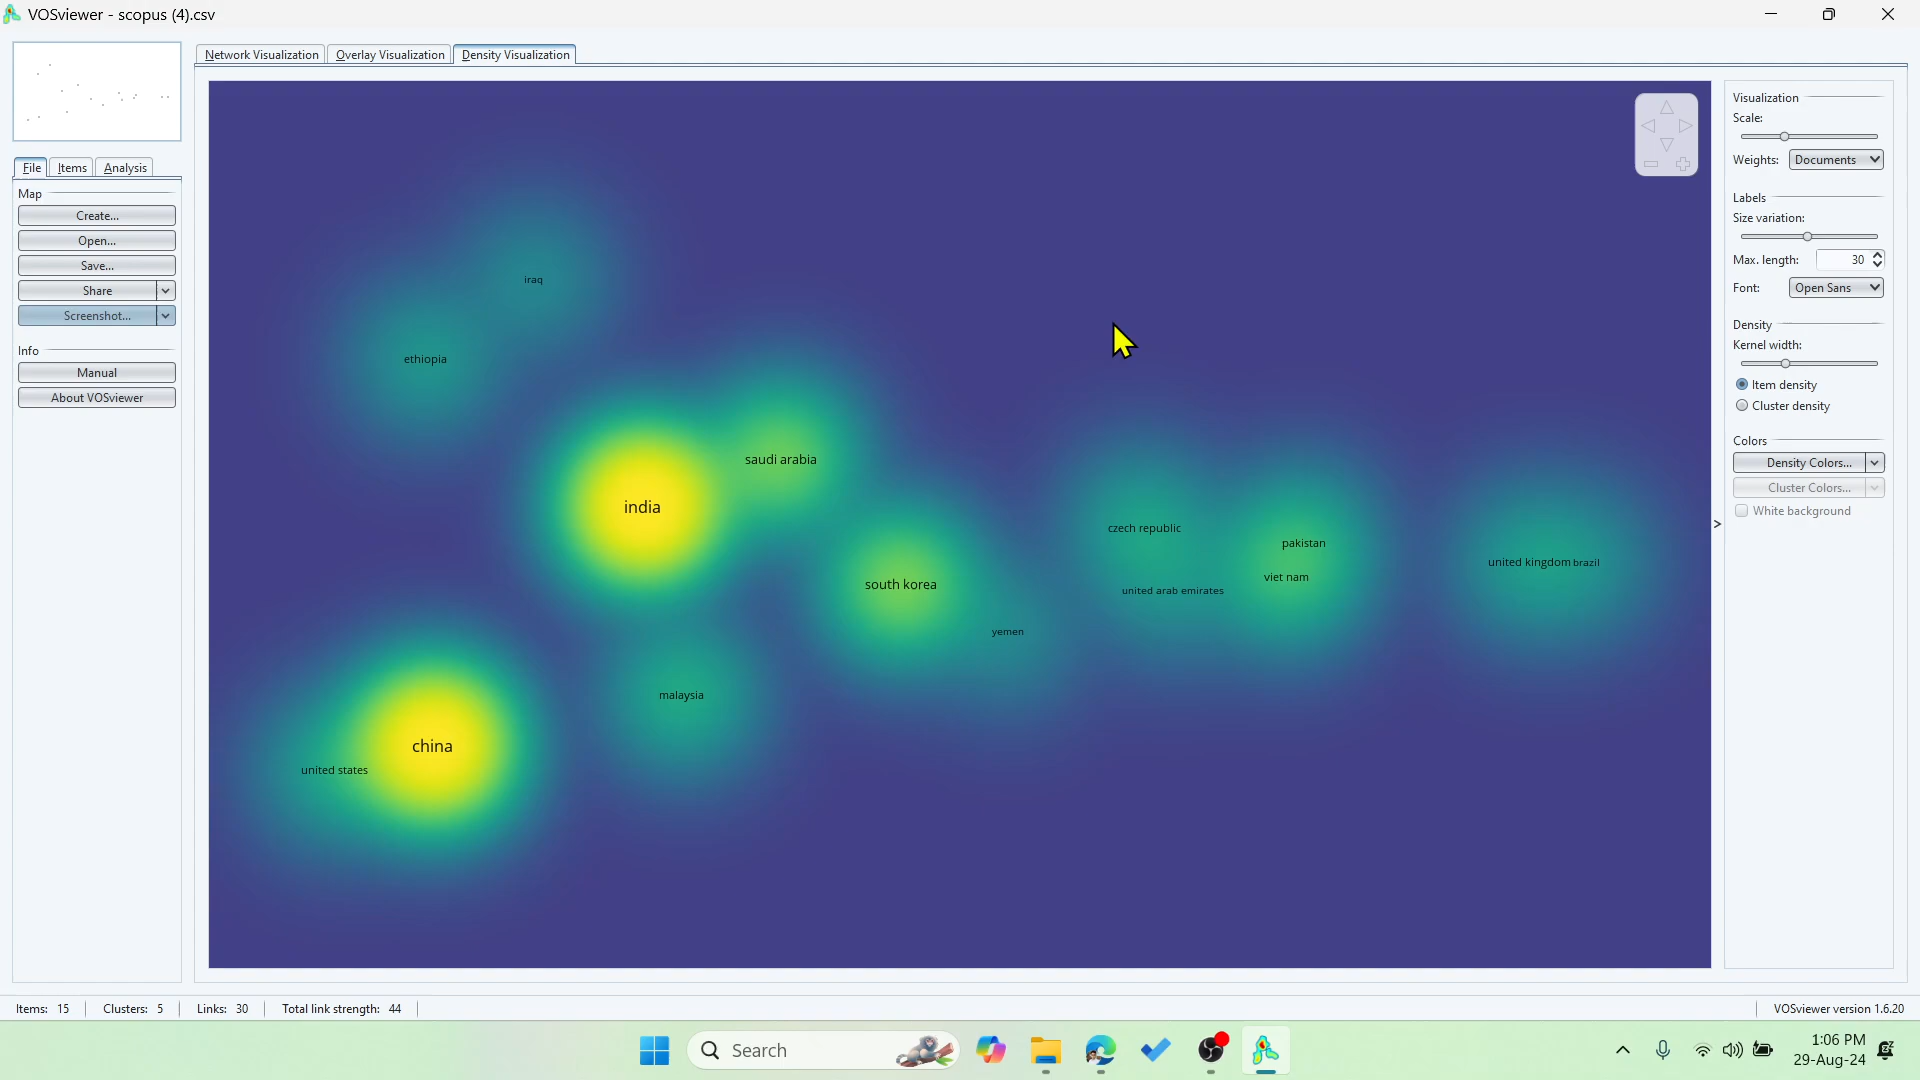 VOSviewer - scopus (4).csv
Network Visualization
Overlay Visualization
Density Visualization
File
Items
Analysis
Map
Create...
Open...
Save...
Share
Screenshot...
Info
Manual
About VOSviewer
iraq
ethiopia
saudi arabia
india
czech republic
pakistan
united kingdom
brazil
viet nam
south korea
united arab emirates
yemen
malaysia
china
united states
Visualization
Scale:
Weights: Documents
Labels
Size variation:
Max. length: 30
Font: Open Sans
Density
Kernel width:
Item density
Cluster density
Colors
Density Colors...
Cluster Colors...
White background
>
Items: 15
Clusters: 5
Links: 30
Total link strength: 44
VOSviewer version 1.6.20
Search
1:06 PM
29-Aug-24